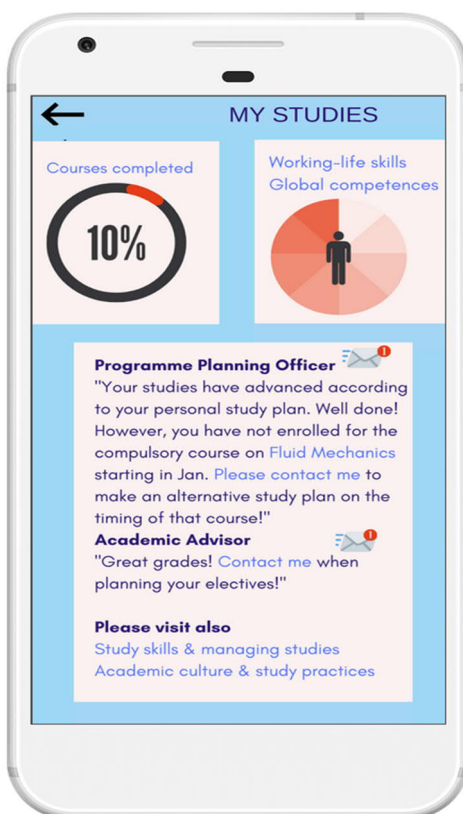 MY STUDIES
Courses completed
10%
Working-life skills
Global competences
Programme Planning Officer
"Your studies have advanced according
to your personal study plan. Well done!
However, you have not enrolled for the
compulsory course on Fluid Mechanics
starting in Jan. Please contact me to
make an alternative study plan on the
timing of that course!"
Academic Advisor
"Great grades! Contact me when
planning your electives!"
Please visit also
Study skills & managing studies
Academic culture & study practices